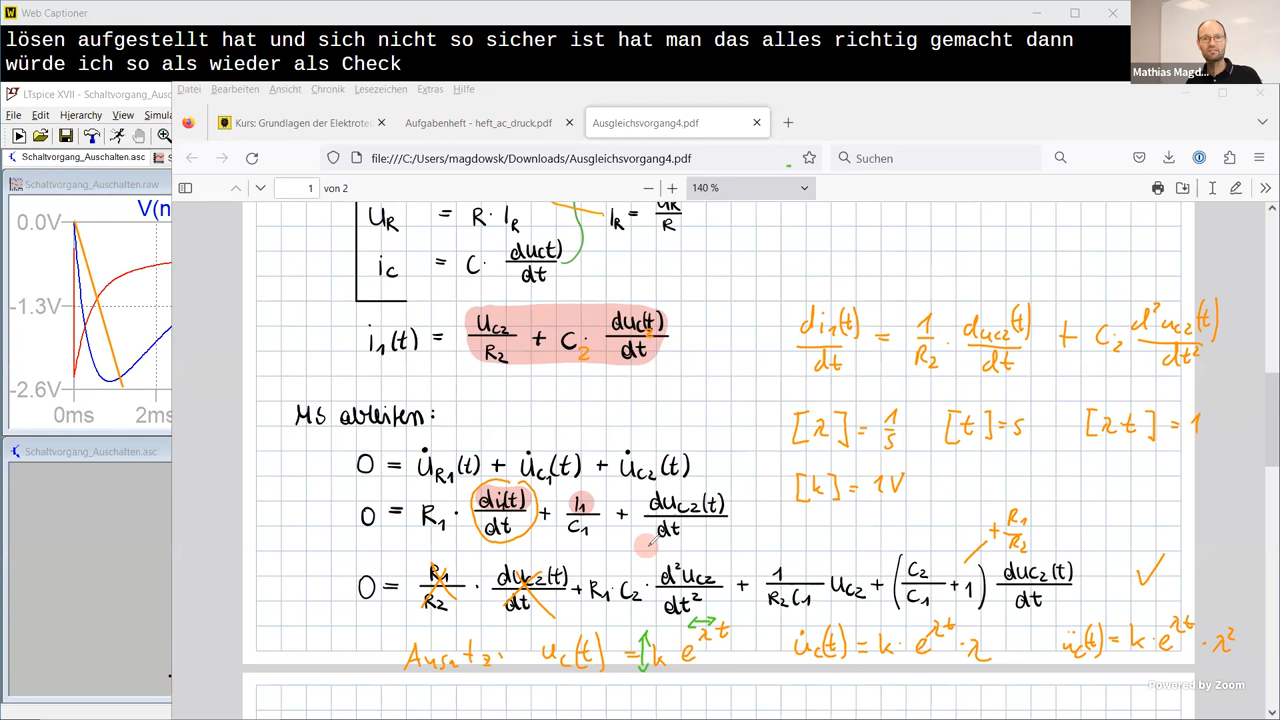 Web Captioner
lösen aufgestellt hat und sich nicht so sicher ist hat man das alles richtig gemacht dann
würde ich so als wieder als Check
Mathias Magd...
LTspice XVII - Schaltvorgang_Aus
File Edit Hierarchy View Simula
Schaltvorgang_Auschalten.asc
Schaltvorgang_Auschalten.raw
V(n
0.0V
-1.3V
-2.6V
0ms 2ms
Schaltvorgang_Auschalten.asc
Datei Bearbeiten Ansicht Chronik Lesezeichen Extras Hilfe
Kurs: Grundlagen der Elektrotec
Aufgabenheft - heft_ac_druck.pdf
Ausgleichsvorgang4.pdf
file:///C:/Users/magdowsk/Downloads/Ausgleichsvorgang4.pdf
Suchen
1 von 2
140 %
u_R = R · I_R I_R = u_R/R
i_C = C · du_C(t)/dt
i_1(t) = u_C2/R_2 + C_2 · du_C2(t)/dt
di_1(t)/dt = 1/R_2 · du_C2(t)/dt + C_2 · d²u_C2(t)/dt²
MS ableiten:
[λ] = 1/s [t] = s [λt] = 1
0 = u̇_R1(t) + u̇_C1(t) + u̇_C2(t)
[k] = 1V
0 = R_1 · di_1(t)/dt + I_1/C_1 + du_C2(t)/dt
+ R_1/R_2
0 = R_1/R_2 · du_C2(t)/dt + R_1 · C_2 · d²u_C2/dt² + 1/(R_2 C_1) u_C2 + (C_2/C_1 + 1) du_C2(t)/dt ✓
Ansatz: u_C(t) = k e^λt u̇_C(t) = k · e^λt · λ ü_C(t) = k · e^λt · λ²
Powered by Zoom